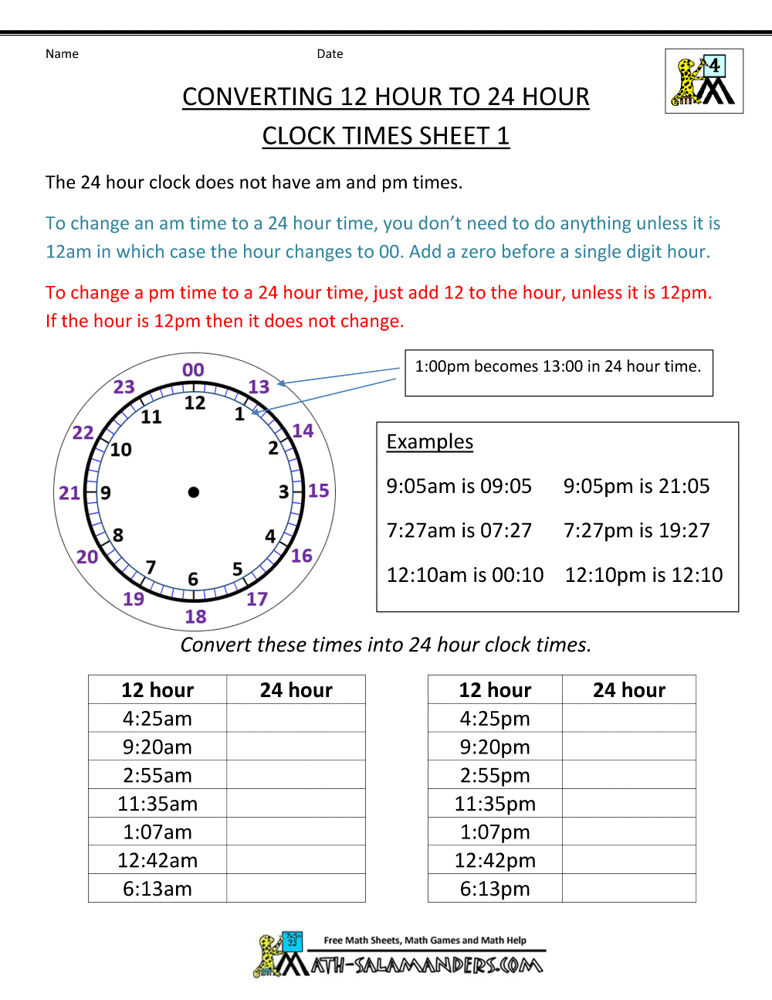 Name Date
4
CONVERTING 12 HOUR TO 24 HOUR
CLOCK TIMES SHEET 1
The 24 hour clock does not have am and pm times.
To change an am time to a 24 hour time, you don’t need to do anything unless it is
12am in which case the hour changes to 00. Add a zero before a single digit hour.
To change a pm time to a 24 hour time, just add 12 to the hour, unless it is 12pm.
If the hour is 12pm then it does not change.
00
23 13
12
11 1
22 14
10 2
21 9 3 15
8 4
20 16
7 5
6
19 17
18
1:00pm becomes 13:00 in 24 hour time.
Examples
9:05am is 09:05 9:05pm is 21:05
7:27am is 07:27 7:27pm is 19:27
12:10am is 00:10 12:10pm is 12:10
Convert these times into 24 hour clock times.
12 hour 24 hour 12 hour 24 hour
4:25am 4:25pm
9:20am 9:20pm
2:55am 2:55pm
11:35am 11:35pm
1:07am 1:07pm
12:42am 12:42pm
6:13am 6:13pm
7x5=
35
Free Math Sheets, Math Games and Math Help
MATH-SALAMANDERS.COM